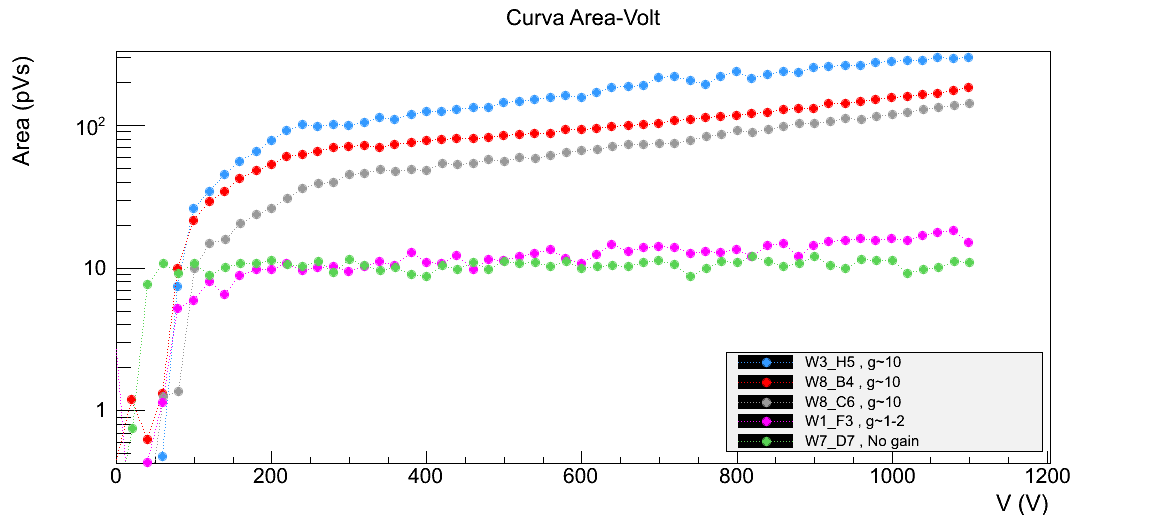 Curva Area-Volt
Area (pVs)
10²
10
1
0 200 400 600 800 1000 1200
V (V)
W3_H5 , g~10
W8_B4 , g~10
W8_C6 , g~10
W1_F3 , g~1-2
W7_D7 , No gain